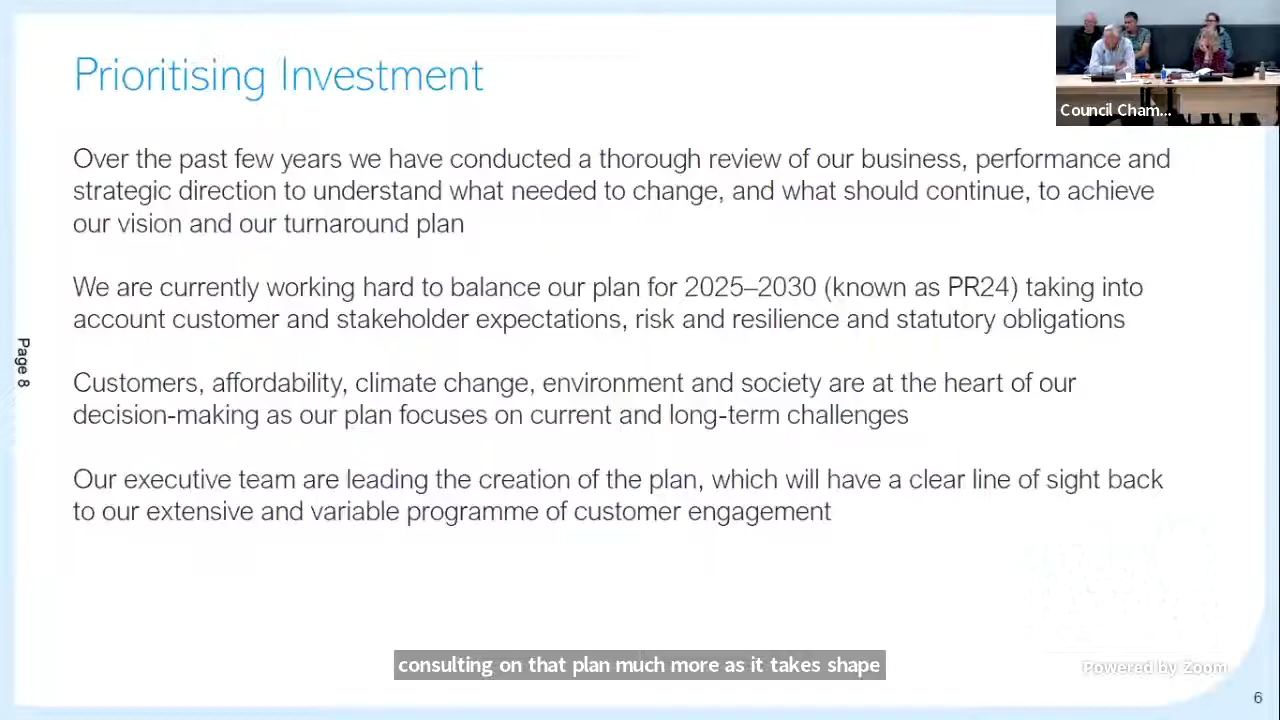 Prioritising Investment
Council Cham...
Over the past few years we have conducted a thorough review of our business, performance and
strategic direction to understand what needed to change, and what should continue, to achieve
our vision and our turnaround plan
We are currently working hard to balance our plan for 2025–2030 (known as PR24) taking into
account customer and stakeholder expectations, risk and resilience and statutory obligations
Page 8
Customers, affordability, climate change, environment and society are at the heart of our
decision-making as our plan focuses on current and long-term challenges
Our executive team are leading the creation of the plan, which will have a clear line of sight back
to our extensive and variable programme of customer engagement
consulting on that plan much more as it takes shape
Powered by Zoom
6